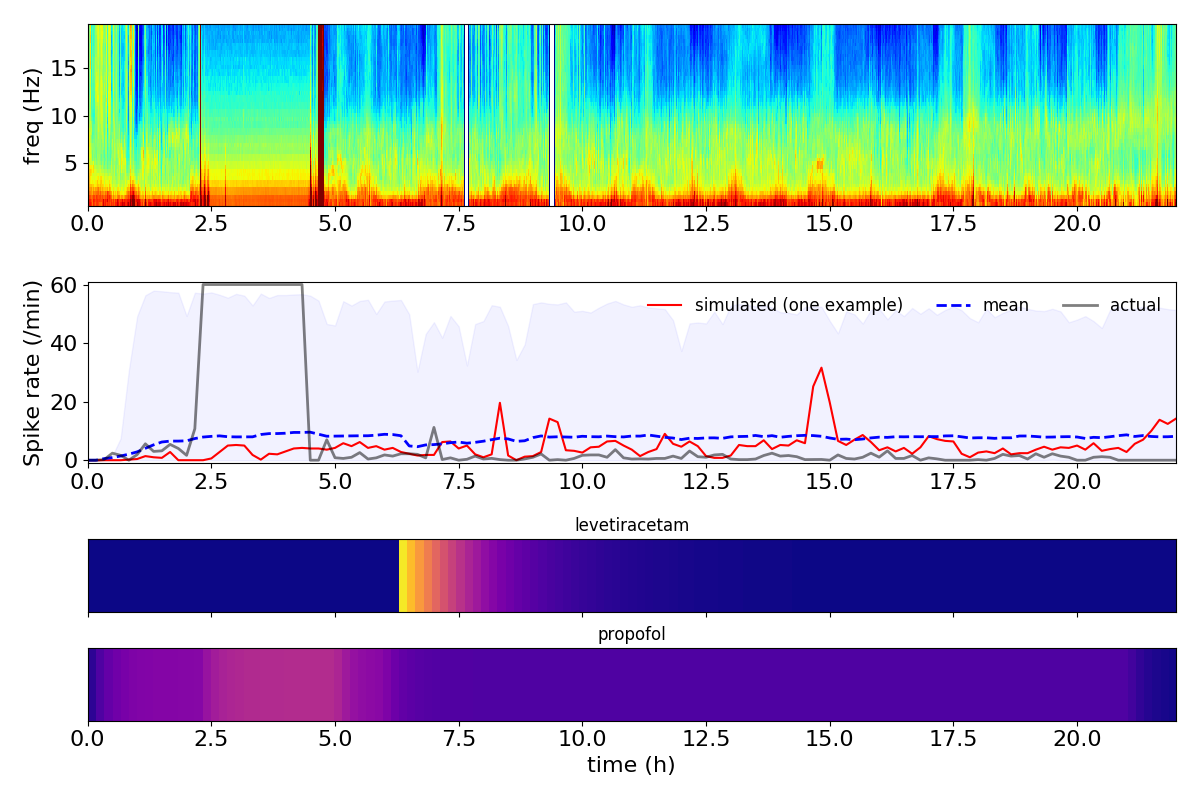 freq (Hz)
15
10
5
0.0 2.5 5.0 7.5 10.0 12.5 15.0 17.5 20.0
Spike rate (/min)
60
40
20
0
simulated (one example) mean actual
0.0 2.5 5.0 7.5 10.0 12.5 15.0 17.5 20.0
levetiracetam
propofol
0.0 2.5 5.0 7.5 10.0 12.5 15.0 17.5 20.0
time (h)